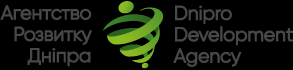 Агентство
Розвитку
Дніпра
Dnipro
Development
Agency